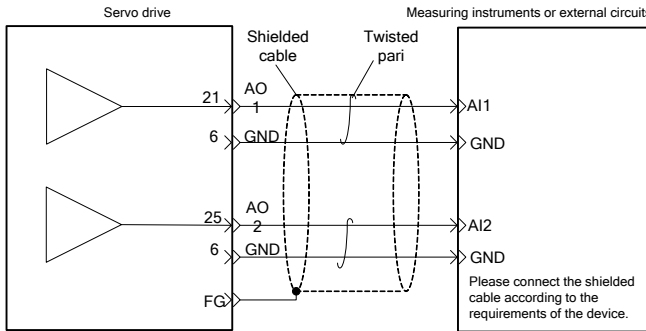 Servo drive
Measuring instruments or external circuits
Shielded
cable
Twisted
pari
21
AO
1
AI1
6
GND
GND
25
AO
2
AI2
6
GND
GND
FG
Please connect the shielded
cable according to the
requirements of the device.